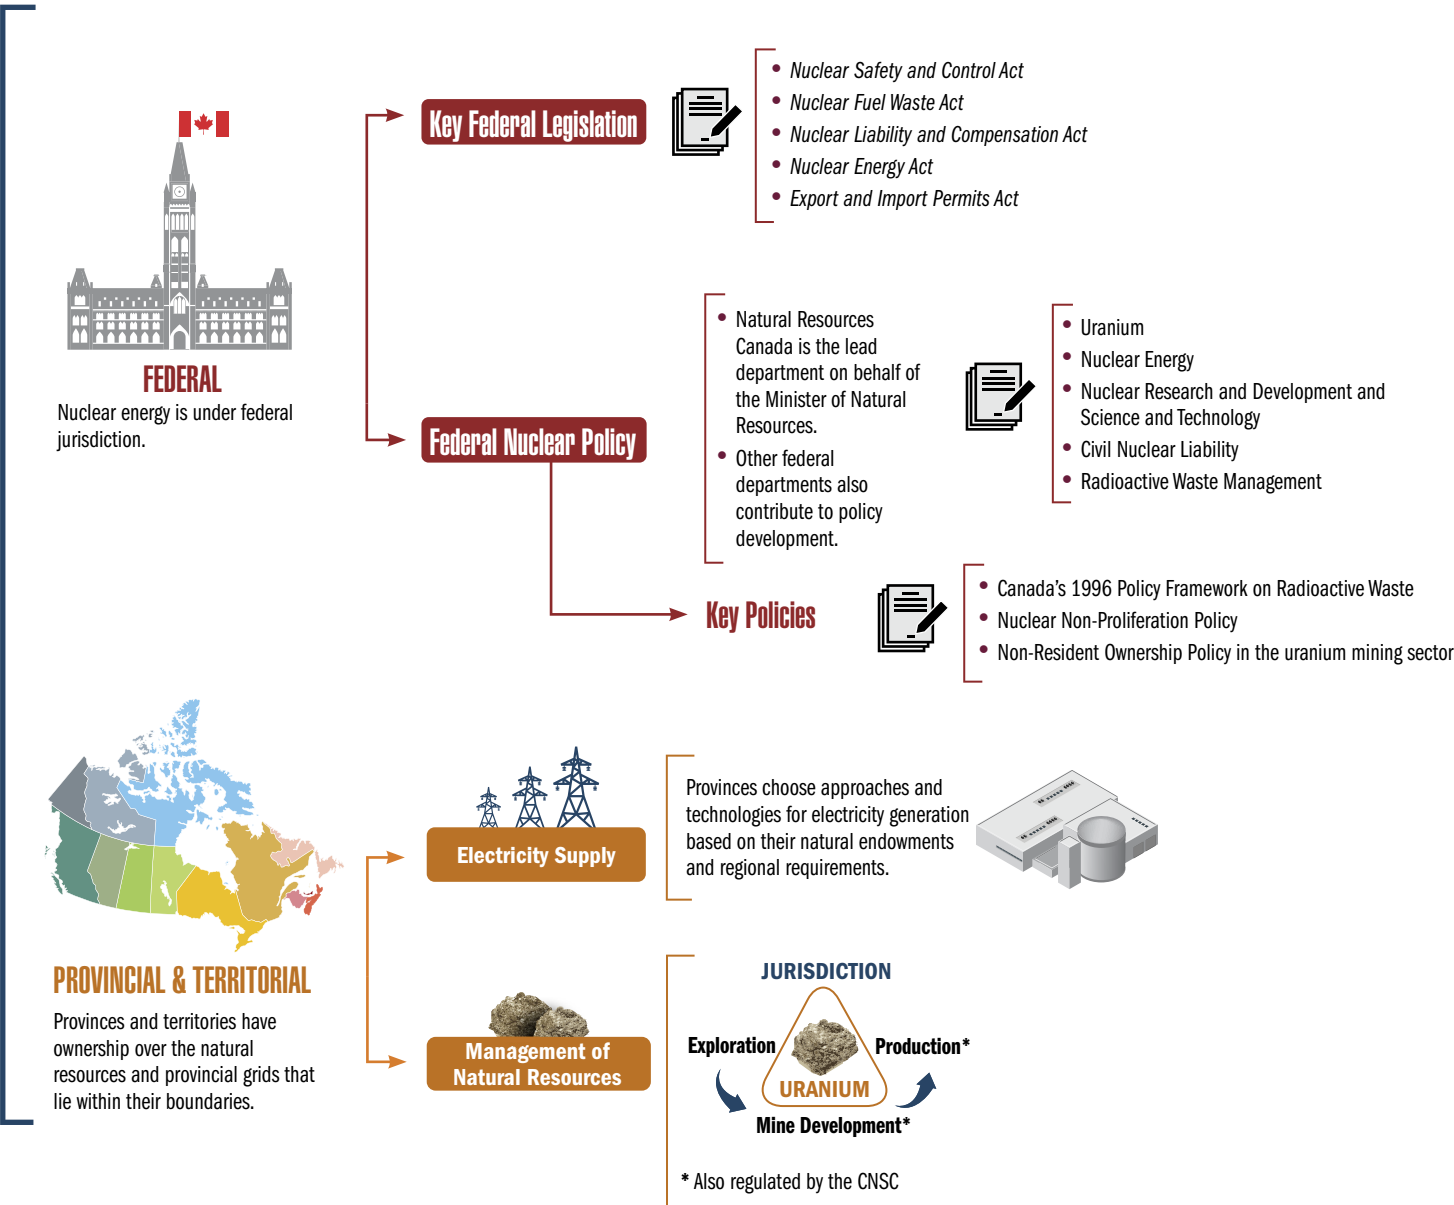 FEDERAL
Nuclear energy is under federal
jurisdiction.
Key Federal Legislation
• Nuclear Safety and Control Act
• Nuclear Fuel Waste Act
• Nuclear Liability and Compensation Act
• Nuclear Energy Act
• Export and Import Permits Act
Federal Nuclear Policy
• Natural Resources
Canada is the lead
department on behalf of
the Minister of Natural
Resources.
• Other federal
departments also
contribute to policy
development.
• Uranium
• Nuclear Energy
• Nuclear Research and Development and
Science and Technology
• Civil Nuclear Liability
• Radioactive Waste Management
Key Policies
• Canada’s 1996 Policy Framework on Radioactive Waste
• Nuclear Non-Proliferation Policy
• Non-Resident Ownership Policy in the uranium mining sector
PROVINCIAL & TERRITORIAL
Provinces and territories have
ownership over the natural
resources and provincial grids that
lie within their boundaries.
Electricity Supply
Provinces choose approaches and
technologies for electricity generation
based on their natural endowments
and regional requirements.
Management of
Natural Resources
JURISDICTION
Exploration
Production*
URANIUM
Mine Development*
* Also regulated by the CNSC